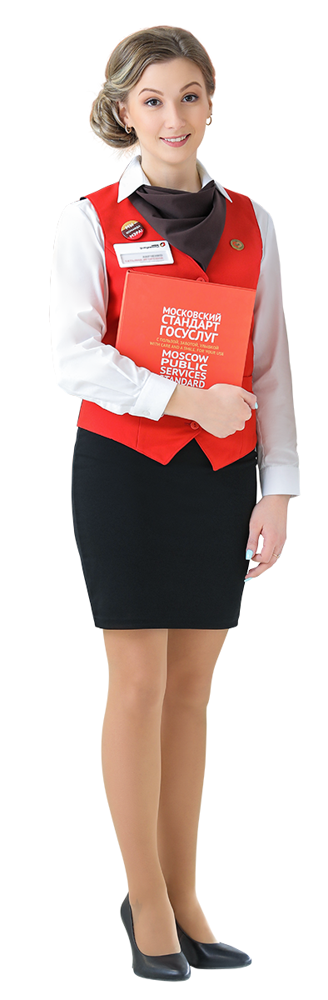 МОСКОВСКИЙ
СТАНДАРТ
ГОСУСЛУГ
С ПОЛЬЗОЙ, ЗАБОТОЙ, УЛЫБКОЙ
WITH CARE AND A SMILE, FOR YOUR USE
MOSCOW
PUBLIC
SERVICES
STANDARD